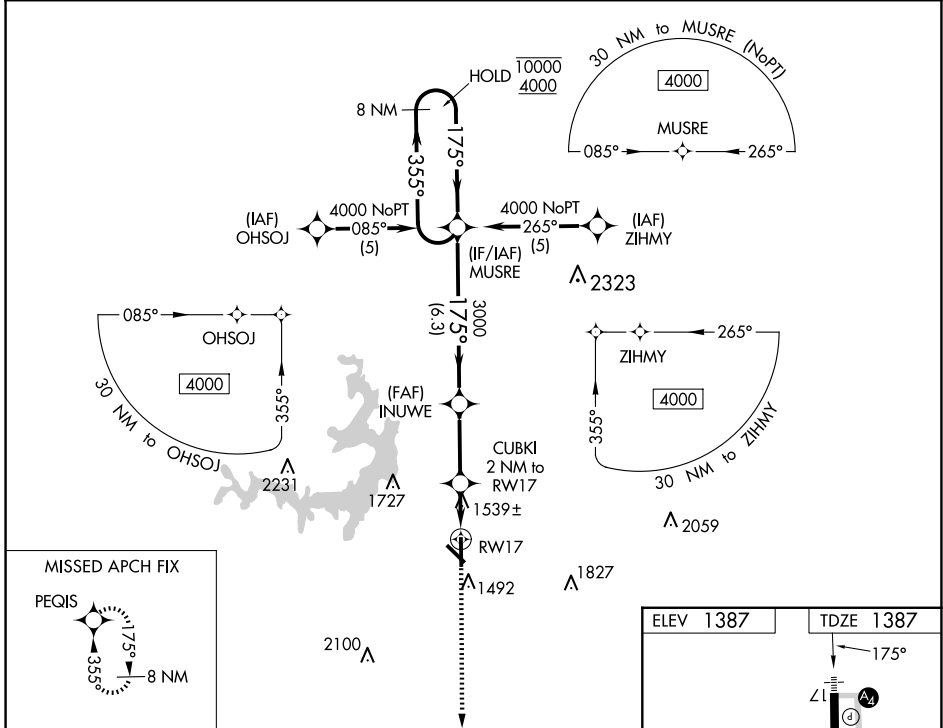 30 NM to MUSRE (NoPT)
4000
MUSRE
085°
265°
HOLD 10000
4000
8 NM
175°
355°
(IAF)
OHSOJ
4000 NoPT
085°
(5)
4000 NoPT
265°
(5)
(IAF)
ZIHMY
(IF/IAF)
MUSRE
2323
3000
175°
(6.3)
085°
OHSOJ
4000
355°
30 NM to OHSOJ
265°
ZIHMY
4000
355°
30 NM to ZIHMY
(FAF)
INUWE
CUBKI
2 NM to
RW17
2231
1727
1539±
2059
RW17
1492
1827
2100
MISSED APCH FIX
PEQIS
175°
355°
8 NM
ELEV 1387
TDZE 1387
175°
17
A4
P